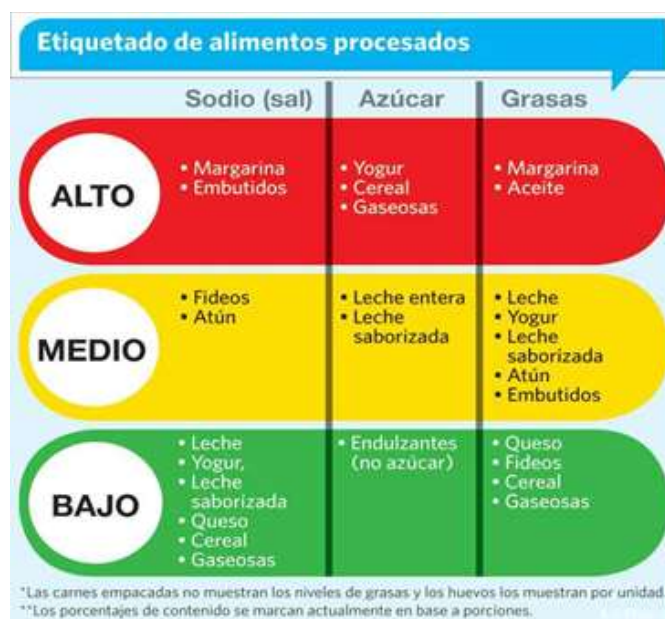 Etiquetado de alimentos procesados
Sodio (sal) Azúcar Grasas
ALTO
• Margarina
• Embutidos
• Yogur
• Cereal
• Gaseosas
• Margarina
• Aceite
MEDIO
• Fideos
• Atún
• Leche entera
• Leche
saborizada
• Leche
• Yogur
• Leche
saborizada
• Atún
• Embutidos
BAJO
• Leche
• Yogur,
• Leche
saborizada
• Queso
• Cereal
• Gaseosas
• Endulzantes
(no azúcar)
• Queso
• Fideos
• Cereal
• Gaseosas
*Las carnes empacadas no muestran los niveles de grasas y los huevos los muestran por unidad.
**Los porcentajes de contenido se marcan actualmente en base a porciones.